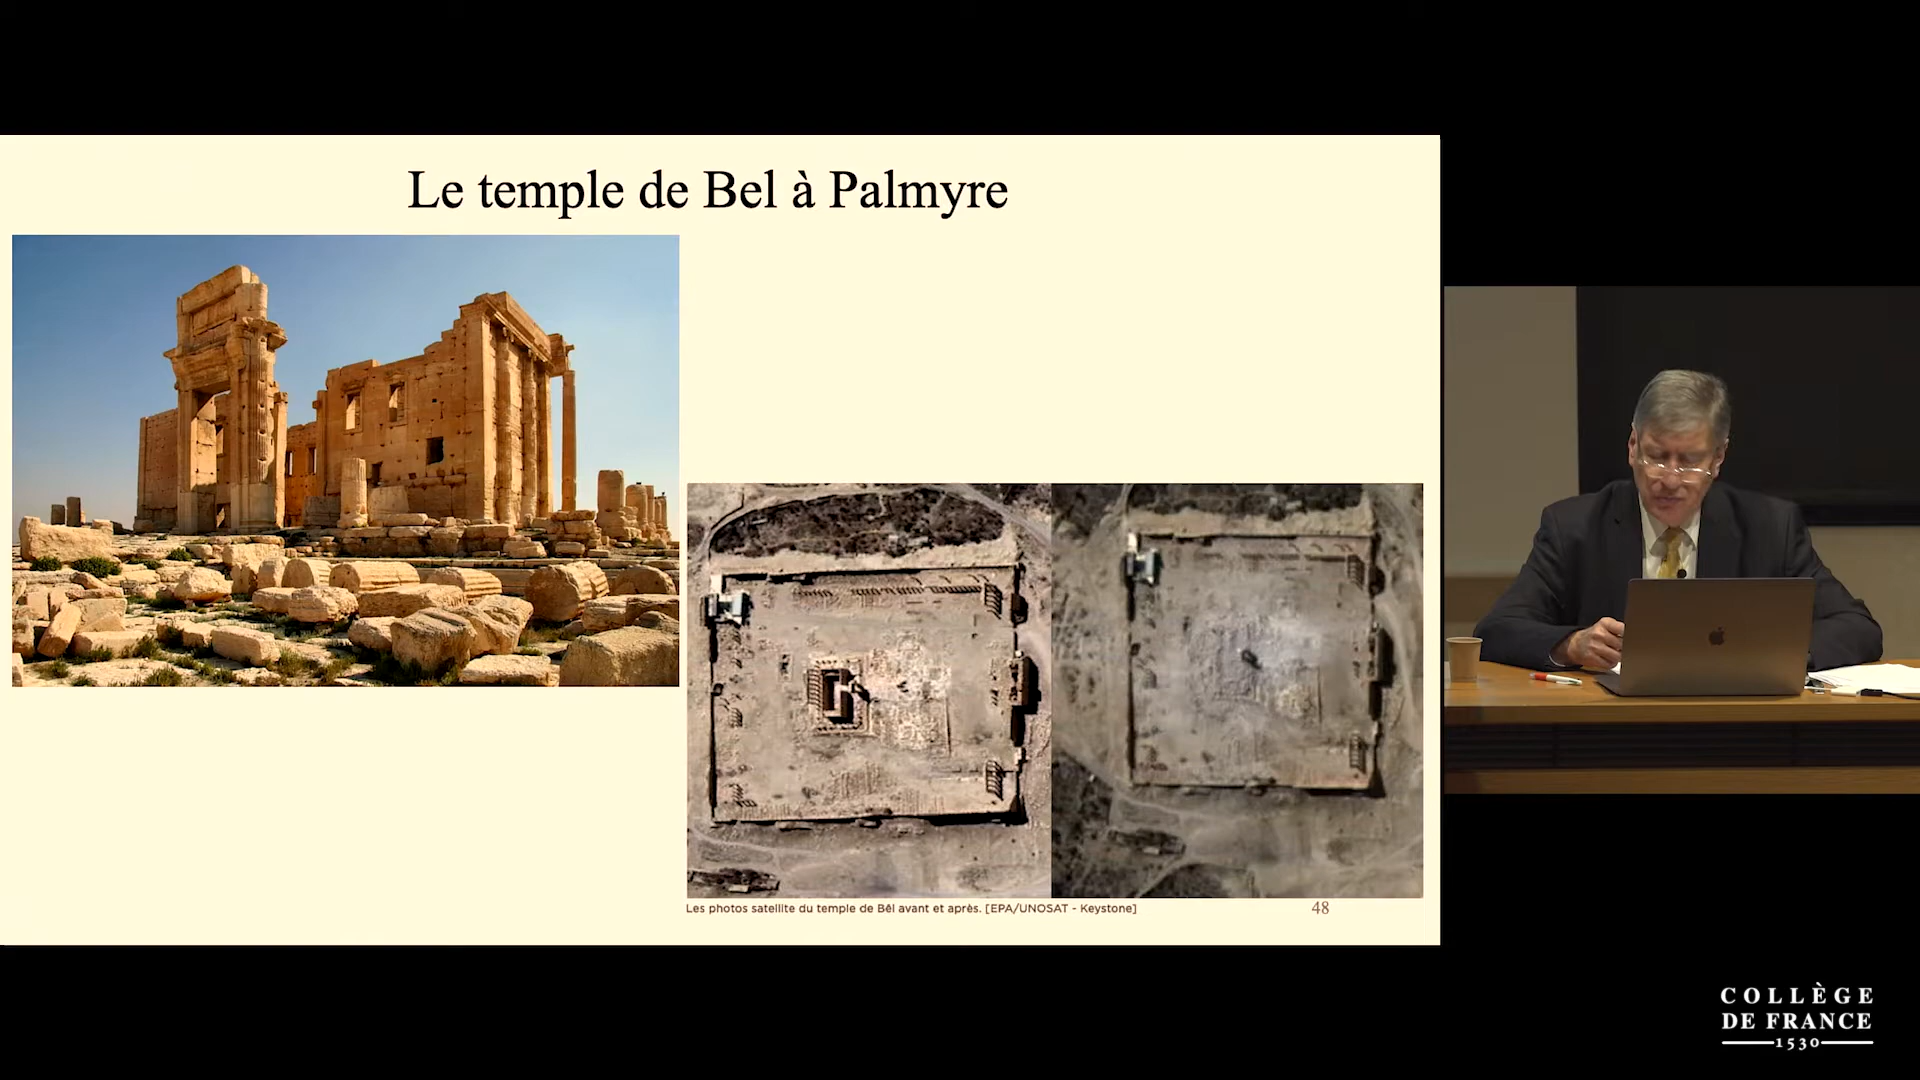 Le temple de Bel à Palmyre
Les photos satellite du temple de Bêl avant et après. [EPA/UNOSAT - Keystone]
48
COLLÈGE
DE FRANCE
1530